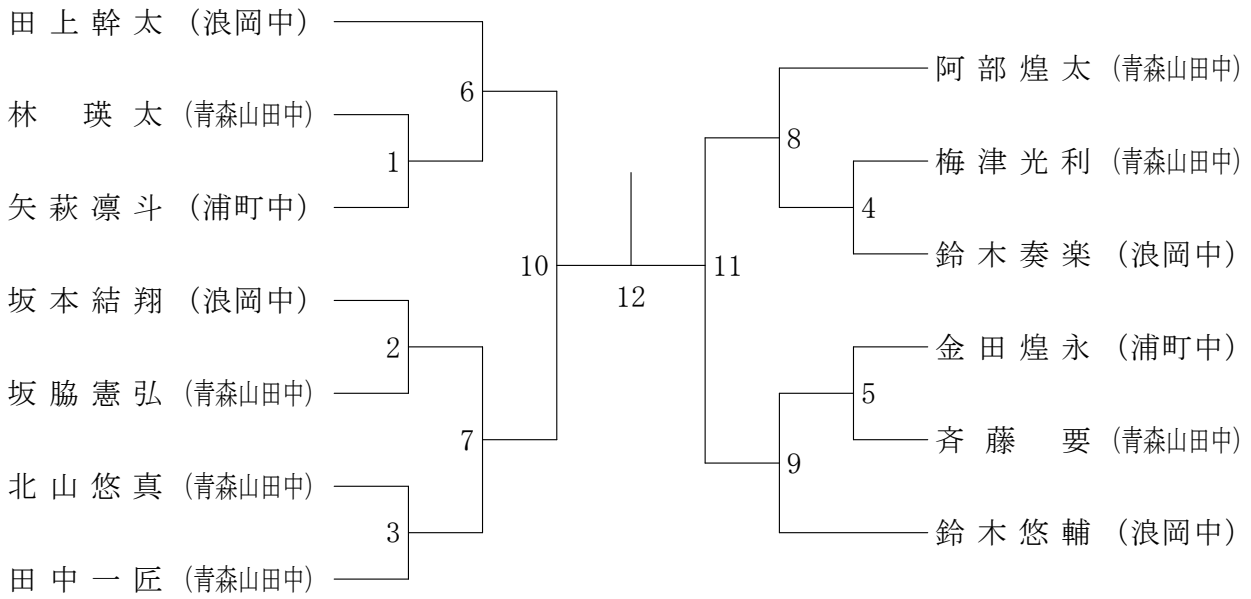 田上幹太（浪岡中）
6
林　瑛太（青森山田中）
1
矢萩凛斗（浦町中）
10
坂本結翔（浪岡中）
2
坂脇憲弘（青森山田中）
7
北山悠真（青森山田中）
3
田中一匠（青森山田中）
12
阿部煌太（青森山田中）
8
梅津光利（青森山田中）
4
鈴木奏楽（浪岡中）
11
金田煌永（浦町中）
5
斉藤　要（青森山田中）
9
鈴木悠輔（浪岡中）